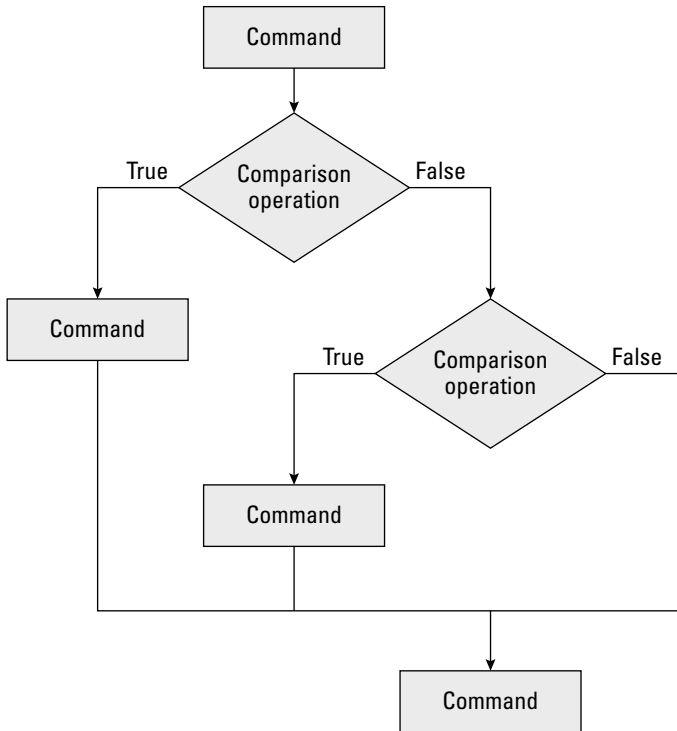 Command
True
Comparison
operation
False
Command
True
Comparison
operation
False
Command
Command